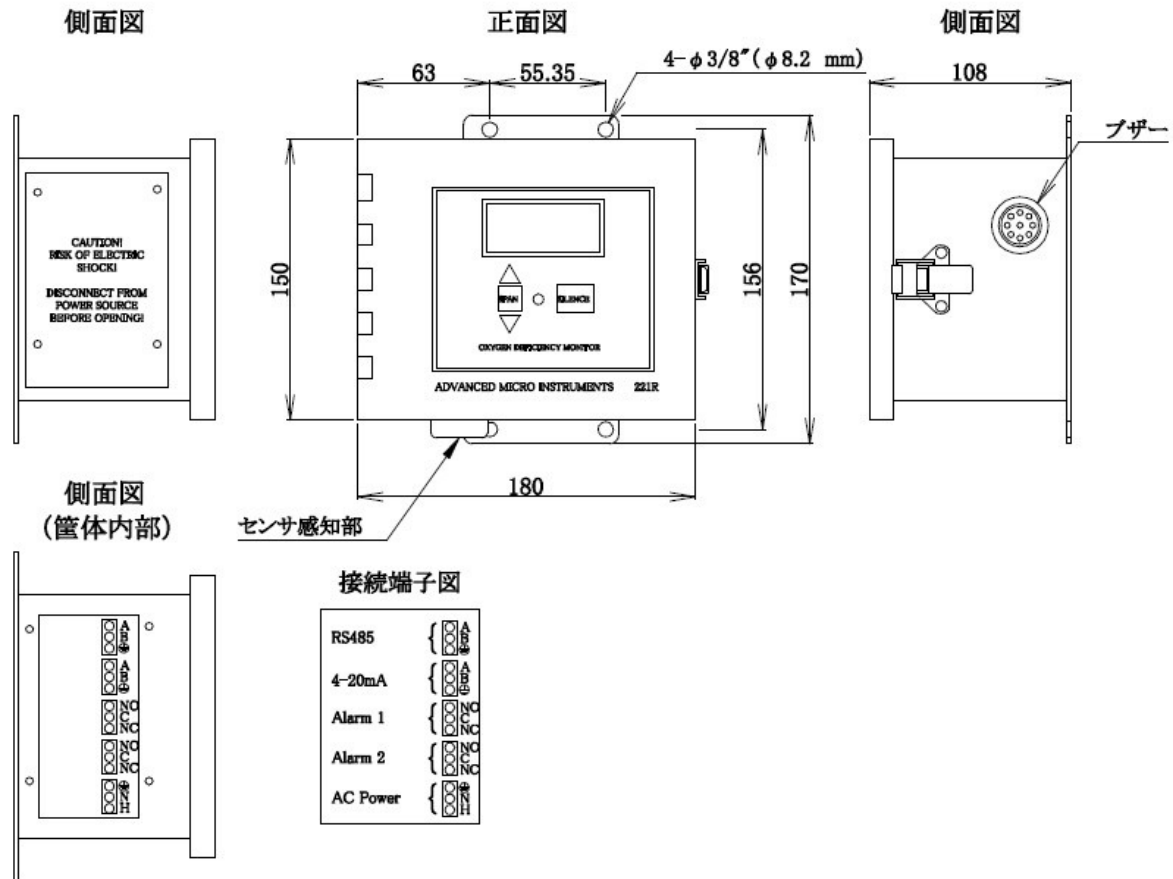 側面図
正面図
側面図
63
55.35
4-φ3/8″(φ8.2 mm)
108
ブザー
CAUTION!
RISK OF ELECTRIC
SHOCK!
DISCONNECT FROM
POWER SOURCE
BEFORE OPENING!
150
156
170
SPAN
SILENCE
OXYGEN DEFICIENCY MONITOR
ADVANCED MICRO INSTRUMENTS 221R
180
センサ感知部
側面図
(筐体内部)
A
B
A
B
NO
C
NC
NO
C
NC
N
H
接続端子図
RS485 { A
B
4-20mA { A
B
Alarm 1 { NO
C
NC
Alarm 2 { NO
C
NC
AC Power {
N
H